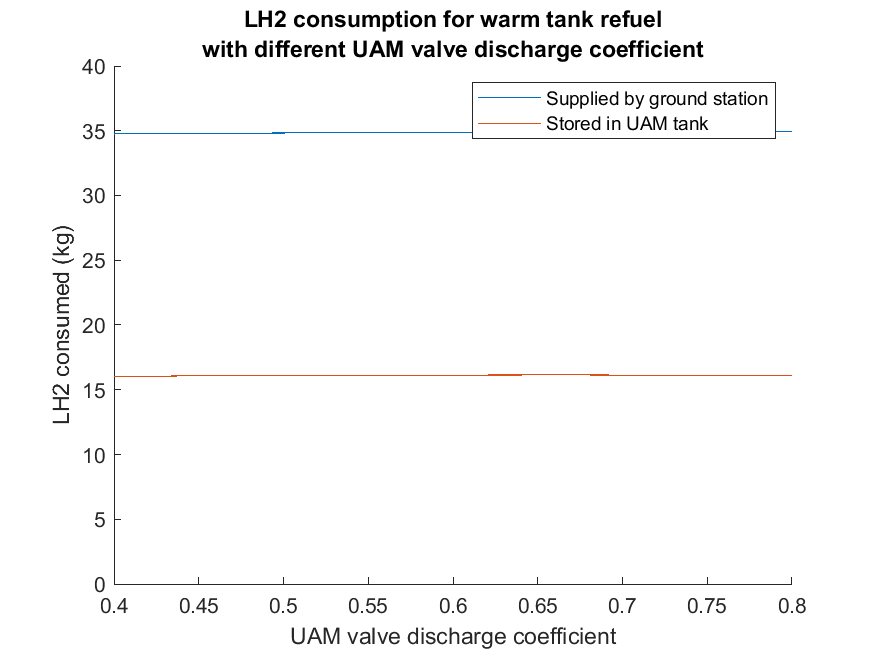 LH2 consumption for warm tank refuel
with different UAM valve discharge coefficient
Supplied by ground station
Stored in UAM tank
LH2 consumed (kg)
40
35
30
25
20
15
10
5
0
0.4 0.45 0.5 0.55 0.6 0.65 0.7 0.75 0.8
UAM valve discharge coefficient